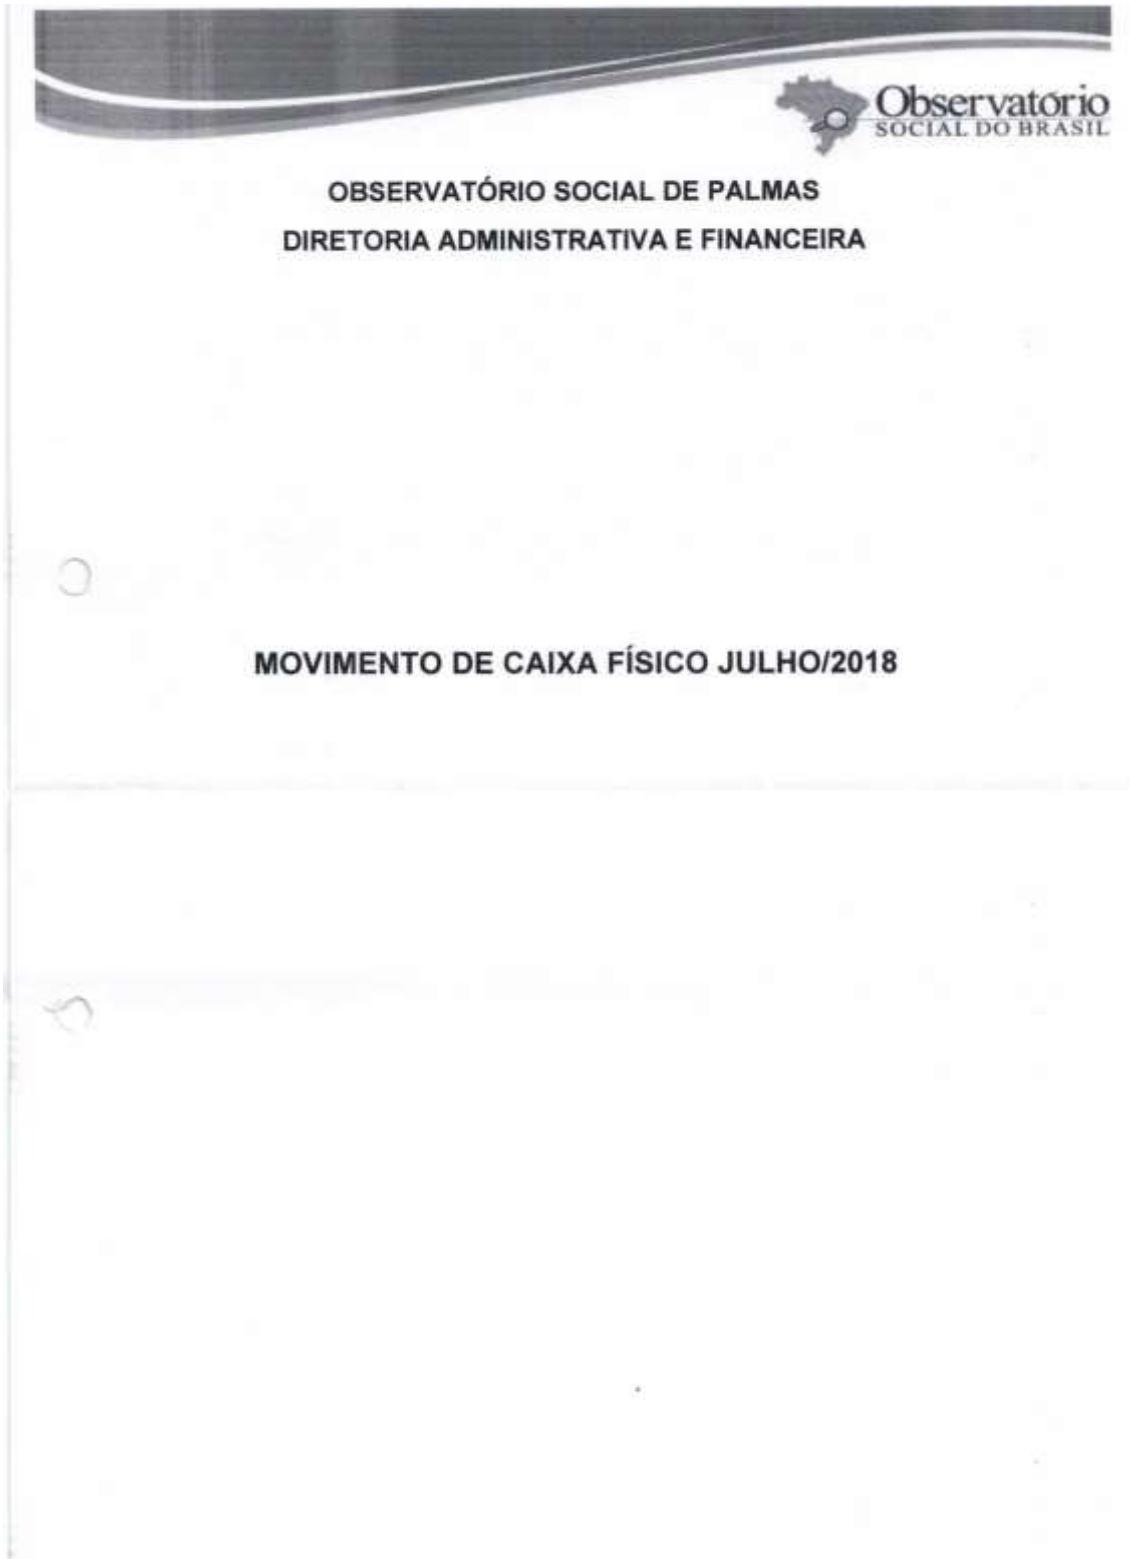 Observatório
SOCIAL DO BRASIL
OBSERVATÓRIO SOCIAL DE PALMAS
DIRETORIA ADMINISTRATIVA E FINANCEIRA
MOVIMENTO DE CAIXA FÍSICO JULHO/2018